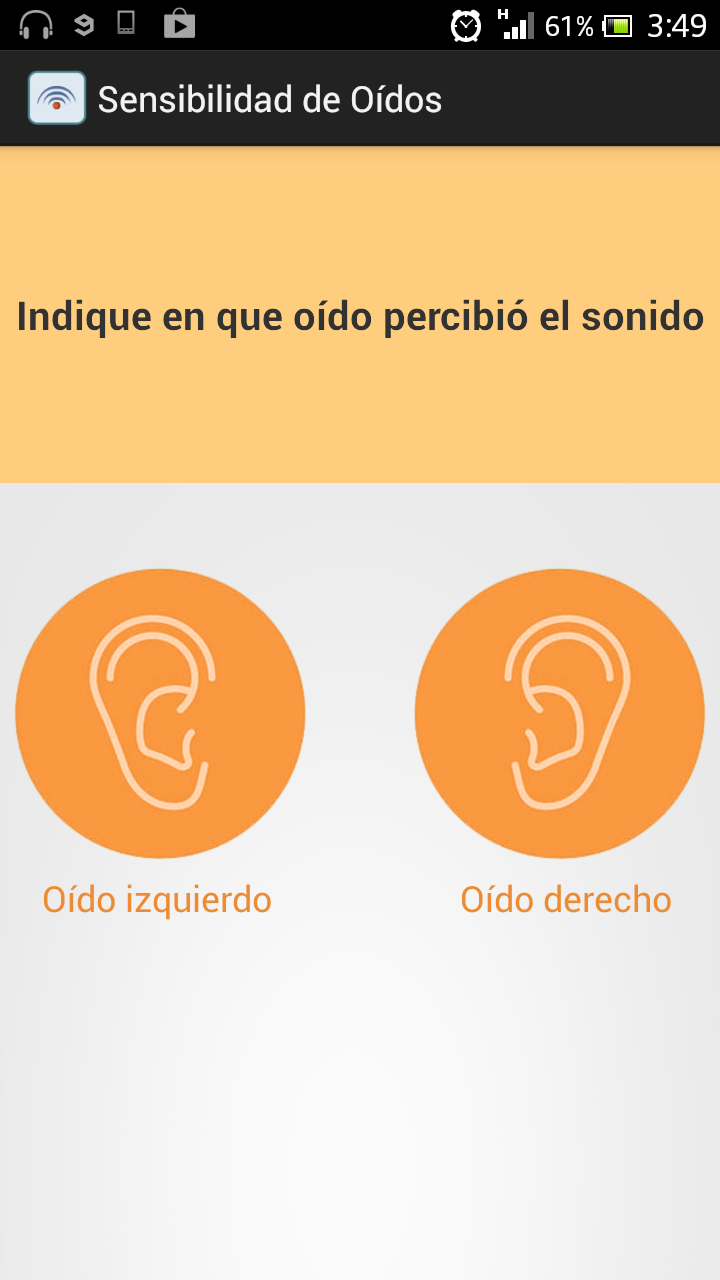 H 61% 3:49
Sensibilidad de Oídos
Indique en que oído percibió el sonido
Oído izquierdo Oído derecho